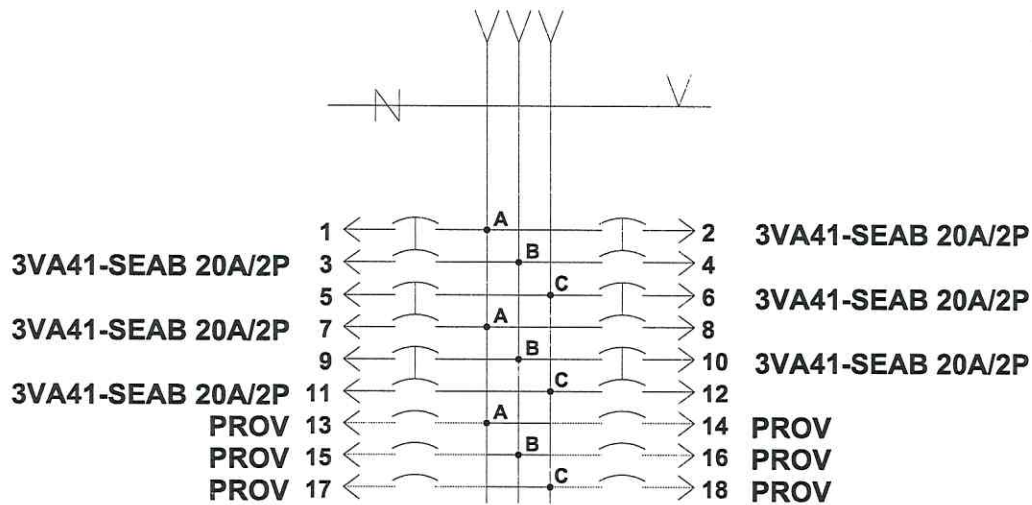 N
A
1 2 3VA41-SEAB 20A/2P
B
3VA41-SEAB 20A/2P 3 4
C
5 6 3VA41-SEAB 20A/2P
A
3VA41-SEAB 20A/2P 7 8
B
9 10 3VA41-SEAB 20A/2P
C
3VA41-SEAB 20A/2P 11 12
A
PROV 13 14 PROV
B
PROV 15 16 PROV
C
PROV 17 18 PROV